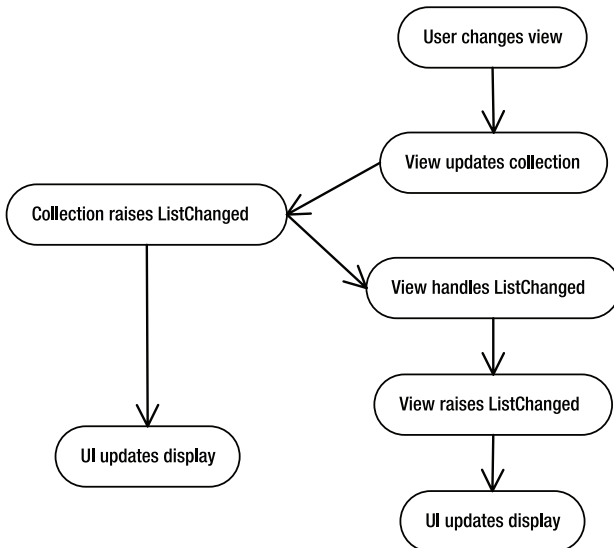 User changes view
View updates collection
Collection raises ListChanged
View handles ListChanged
View raises ListChanged
UI updates display
UI updates display